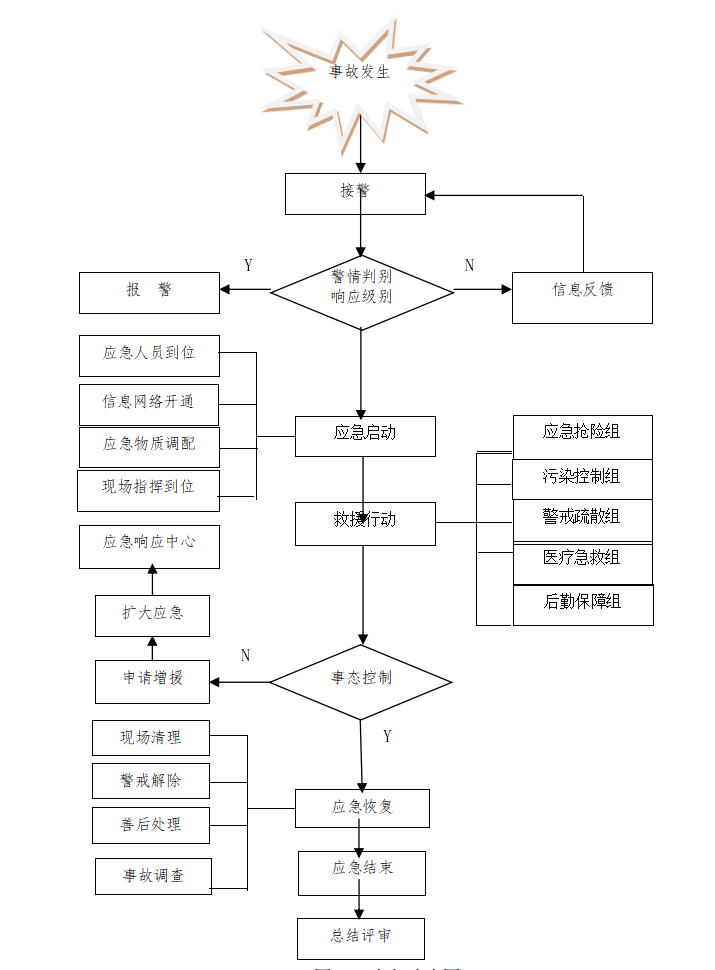 事故发生
接警
警情判别
响应级别
Y
N
报 警
信息反馈
应急人员到位
信息网络开通
应急物质调配
现场指挥到位
应急启动
应急抢险组
污染控制组
警戒疏散组
医疗急救组
后勤保障组
救援行动
应急响应中心
扩大应急
申请增援
N
事态控制
Y
现场清理
警戒解除
善后处理
事故调查
应急恢复
应急结束
总结评审